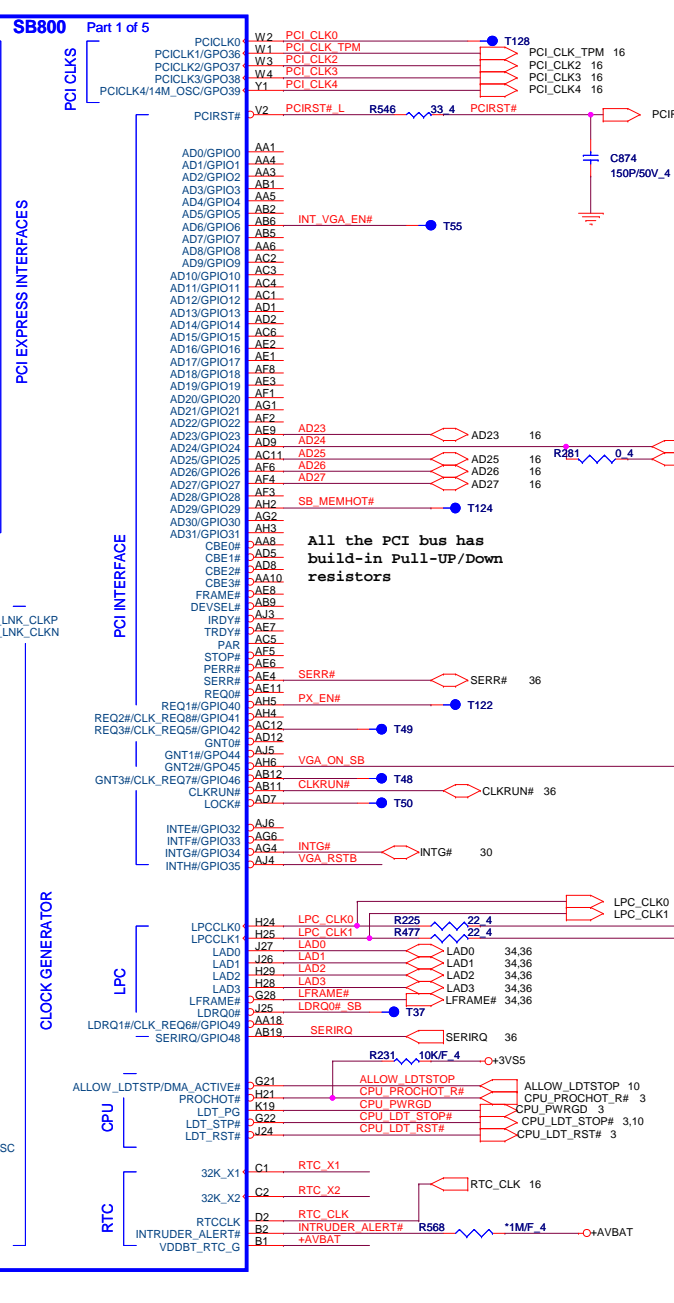 SB800 Part 1 of 5
PCI CLKS
PCICLK0 W2 PCI_CLK0 T128
PCICLK1/GPO36 W1 PCI_CLK_TPM PCI_CLK_TPM 16
PCICLK2/GPO37 W3 PCI_CLK2 PCI_CLK2 16
PCICLK3/GPO38 W4 PCI_CLK3 PCI_CLK3 16
PCICLK4/14M_OSC/GPO39 Y1 PCI_CLK4 PCI_CLK4 16
PCIRST# V2 PCIRST#_L R546 33_4 PCIRST#
C874
150P/50V_4
AD0/GPIO0 AA1
AD1/GPIO1 AA4
AD2/GPIO2 AA3
AD3/GPIO3 AB1
AD4/GPIO4 AA5
AD5/GPIO5 AB2
AD6/GPIO6 AB6 INT_VGA_EN# T55
AD7/GPIO7 AB5
AD8/GPIO8 AA6
AD9/GPIO9 AC2
AD10/GPIO10 AC3
AD11/GPIO11 AC4
AD12/GPIO12 AC1
AD13/GPIO13 AD1
AD14/GPIO14 AD2
AD15/GPIO15 AC6
AD16/GPIO16 AE2
AD17/GPIO17 AE1
AD18/GPIO18 AF8
AD19/GPIO19 AE3
AD20/GPIO20 AF1
AD21/GPIO21 AG1
AD22/GPIO22 AF2
AD23/GPIO23 AE9 AD23 AD23 16
AD24/GPIO24 AD9 AD24
AD25/GPIO25 AC11 AD25 AD25 16 R281 0_4
AD26/GPIO26 AF6 AD26 AD26 16
AD27/GPIO27 AF4 AD27 AD27 16
AD28/GPIO28 AF3
AD29/GPIO29 AH2 SB_MEMHOT# T124
AD30/GPIO30 AG2
AD31/GPIO31 AH3
All the PCI bus has
build-in Pull-UP/Down
resistors
CBE0# AA8
CBE1# AD5
CBE2# AD8
CBE3# AA10
FRAME# AE8
DEVSEL# AB9
IRDY# AJ3
TRDY# AE7
PAR AC5
STOP# AF5
PERR# AE6
SERR# AE4 SERR# SERR# 36
REQ0# AE11
REQ1#/GPIO40 AH5 PX_EN# T122
REQ2#/CLK_REQ8#/GPIO41 AH4
REQ3#/CLK_REQ5#/GPIO42 AC12 T49
GNT0# AD12
GNT1#/GPO44 AJ5
GNT2#/GPO45 AH6 VGA_ON_SB
GNT3#/CLK_REQ7#/GPIO46 AB12 T48
CLKRUN# AB11 CLKRUN# CLKRUN# 36
LOCK# AD7 T50
INTE#/GPIO32 AJ6
INTF#/GPIO33 AG6
INTG#/GPIO34 AG4 INTG# INTG# 30
INTH#/GPIO35 AJ4 VGA_RSTB
PCI EXPRESS INTERFACES
PCI INTERFACE
_LNK_CLKP
_LNK_CLKN
CLOCK GENERATOR
LPC
LPC_CLK0
LPC_CLK1
LPCCLK0 H24 LPC_CLK0 R225 22_4
LPCCLK1 H25 LPC_CLK1 R477 22_4
LAD0 J27 LAD0 LAD0 34,36
LAD1 J26 LAD1 LAD1 34,36
LAD2 H29 LAD2 LAD2 34,36
LAD3 H28 LAD3 LAD3 34,36
LFRAME# G28 LFRAME# LFRAME# 34,36
LDRQ0# J25 LDRQ0#_SB T37
LDRQ1#/CLK_REQ6#/GPIO49 AA18
SERIRQ/GPIO48 AB19 SERIRQ SERIRQ 36
R231 10K/F_4 +3VS5
CPU
ALLOW_LDTSTP/DMA_ACTIVE# G21 ALLOW_LDTSTOP ALLOW_LDTSTOP 10
PROCHOT# H21 CPU_PROCHOT_R# CPU_PROCHOT_R# 3
LDT_PG K19 CPU_PWRGD CPU_PWRGD 3
LDT_STP# G22 CPU_LDT_STOP# CPU_LDT_STOP# 3,10
LDT_RST# J24 CPU_LDT_RST# CPU_LDT_RST# 3
SC
RTC
32K_X1 C1 RTC_X1
RTC_CLK 16
32K_X2 C2 RTC_X2
RTCCLK D2 RTC_CLK
INTRUDER_ALERT# B2 INTRUDER_ALERT# R568 *1M/F_4 +AVBAT
VDDBT_RTC_G B1 +AVBAT